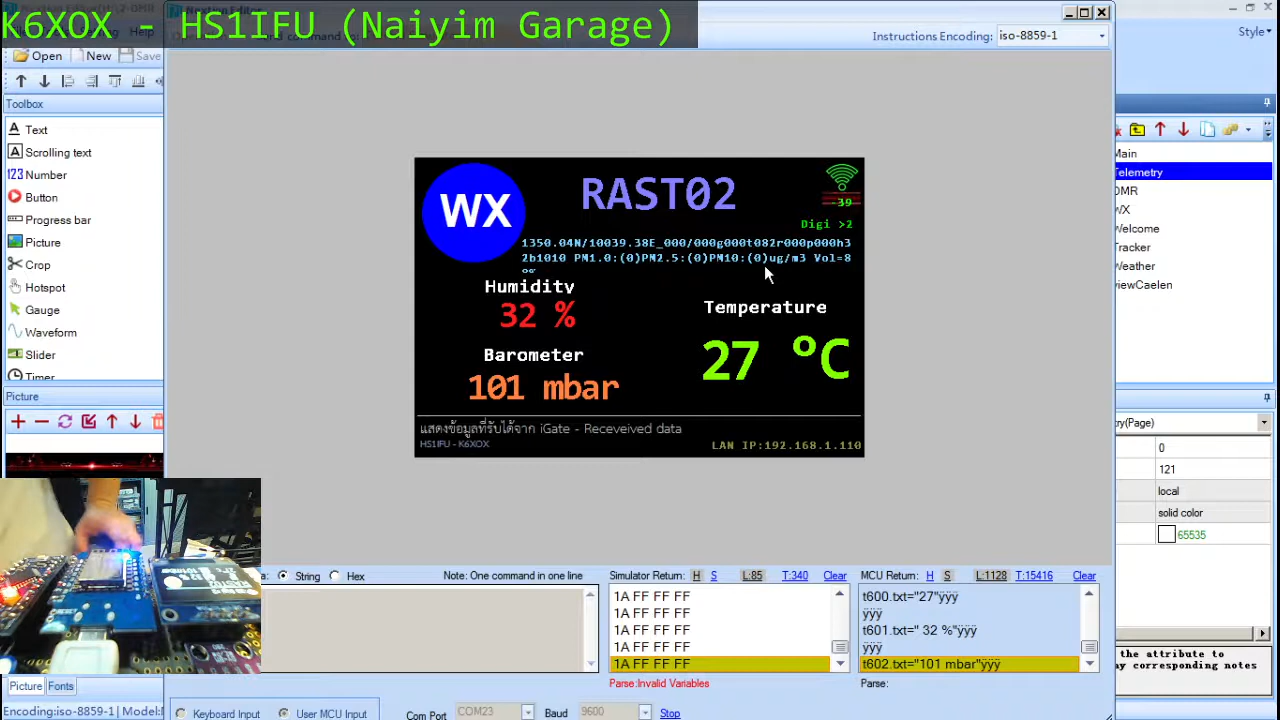 K6XOX - HS1IFU (Naiyim Garage)
Help
Instructions Encoding: iso-8859-1
Style
Open New Save
Toolbox
Text
Scrolling text
Number
Button
Progress bar
Picture
Crop
Hotspot
Gauge
Waveform
Slider
Timer
Picture
Picture Fonts
Encoding:iso-8859-1
WX
RAST02
-39
Digi >2
1350.04N/10039.38E_000/000g000t082r000p000h3
2b1010 PM1.0:(0)PM2.5:(0)PM10:(0)ug/m3 Vol=8
Humidity
32 %
Temperature
27 °C
Barometer
101 mbar
แสดงข้อมูลที่รับได้จาก iGate - Receveived data
HS1IFU - K6XOX
LAN IP:192.168.1.110
String Hex Note: One command in one line
Simulator Return: H S L:85 T:340 Clear
1A FF FF FF
1A FF FF FF
1A FF FF FF
1A FF FF FF
1A FF FF FF
Parse:Invalid Variables
MCU Return: H S L:1128 T:15416 Clear
t600.txt="27"ÿÿÿ
ÿÿÿ
t601.txt=" 32 %"ÿÿÿ
ÿÿÿ
t602.txt="101 mbar"ÿÿÿ
Parse:
Keyboard Input User MCU Input Com Port COM23 Baud 9600 Stop
Main
Telemetry
DMR
WX
Welcome
Tracker
Weather
viewCaelen
ry(Page)
0
121
local
solid color
65535
the attribute to
corresponding notes
RAST02